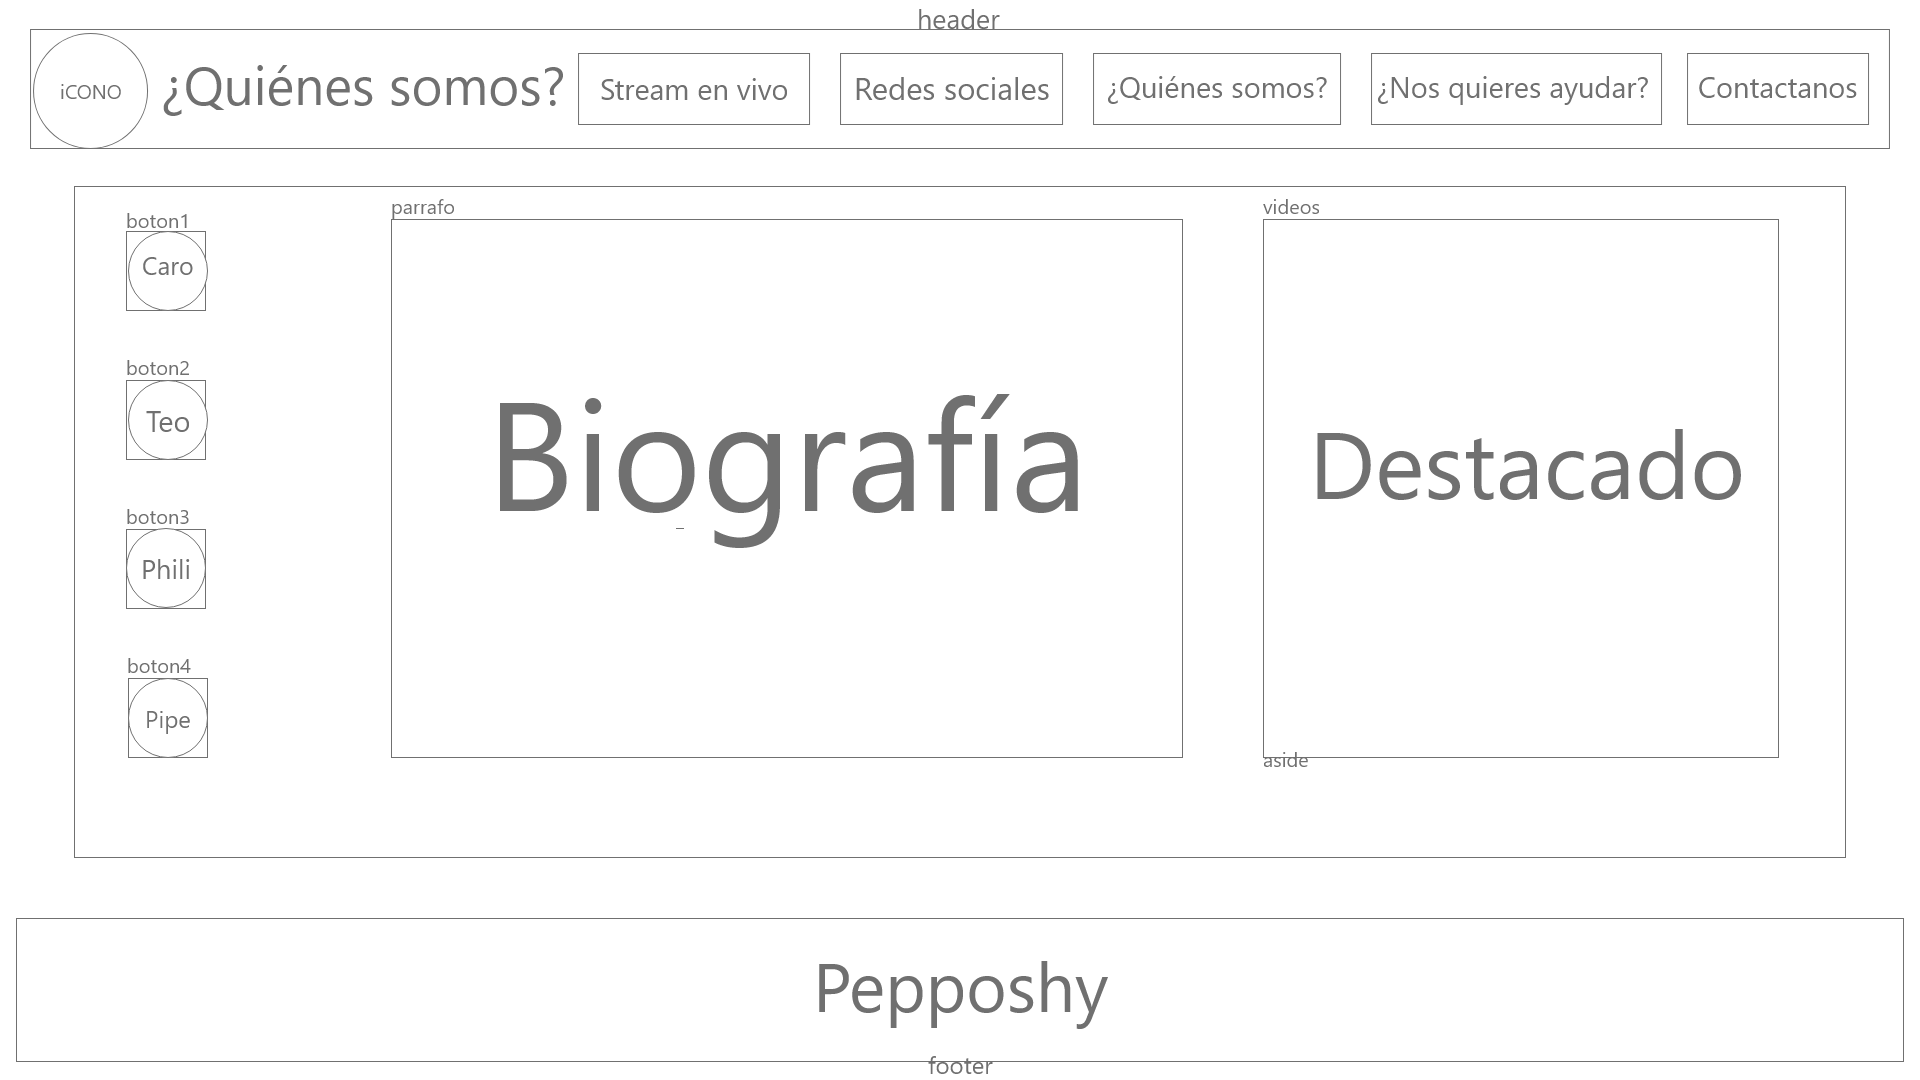 header
iCONO
¿Quiénes somos?
Stream en vivo
Redes sociales
¿Quiénes somos?
¿Nos quieres ayudar?
Contactanos
boton1
Caro
boton2
Teo
boton3
Phili
boton4
Pipe
parrafo
Biografía
videos
Destacado
aside
Pepposhy
footer